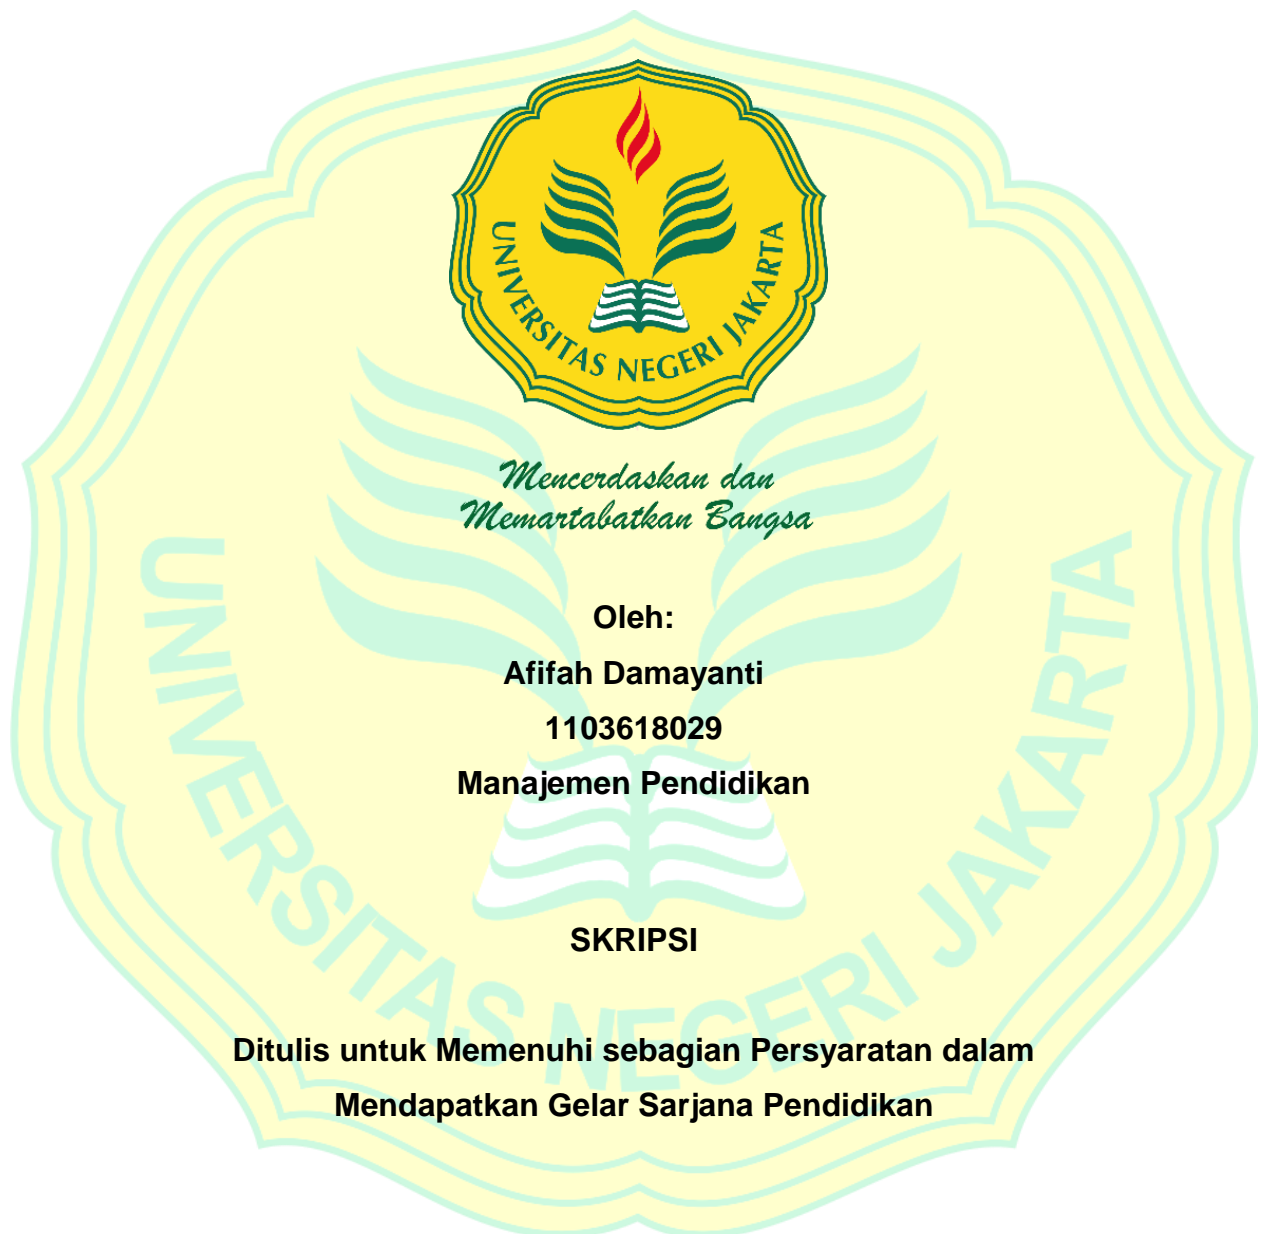 UNIVERSITAS NEGERI JAKARTA
Mencerdaskan dan
Memartabatkan Bangsa
Oleh:
Afifah Damayanti
1103618029
Manajemen Pendidikan
SKRIPSI
Ditulis untuk Memenuhi sebagian Persyaratan dalam
Mendapatkan Gelar Sarjana Pendidikan
UNIVERSITAS NEGERI JAKARTA